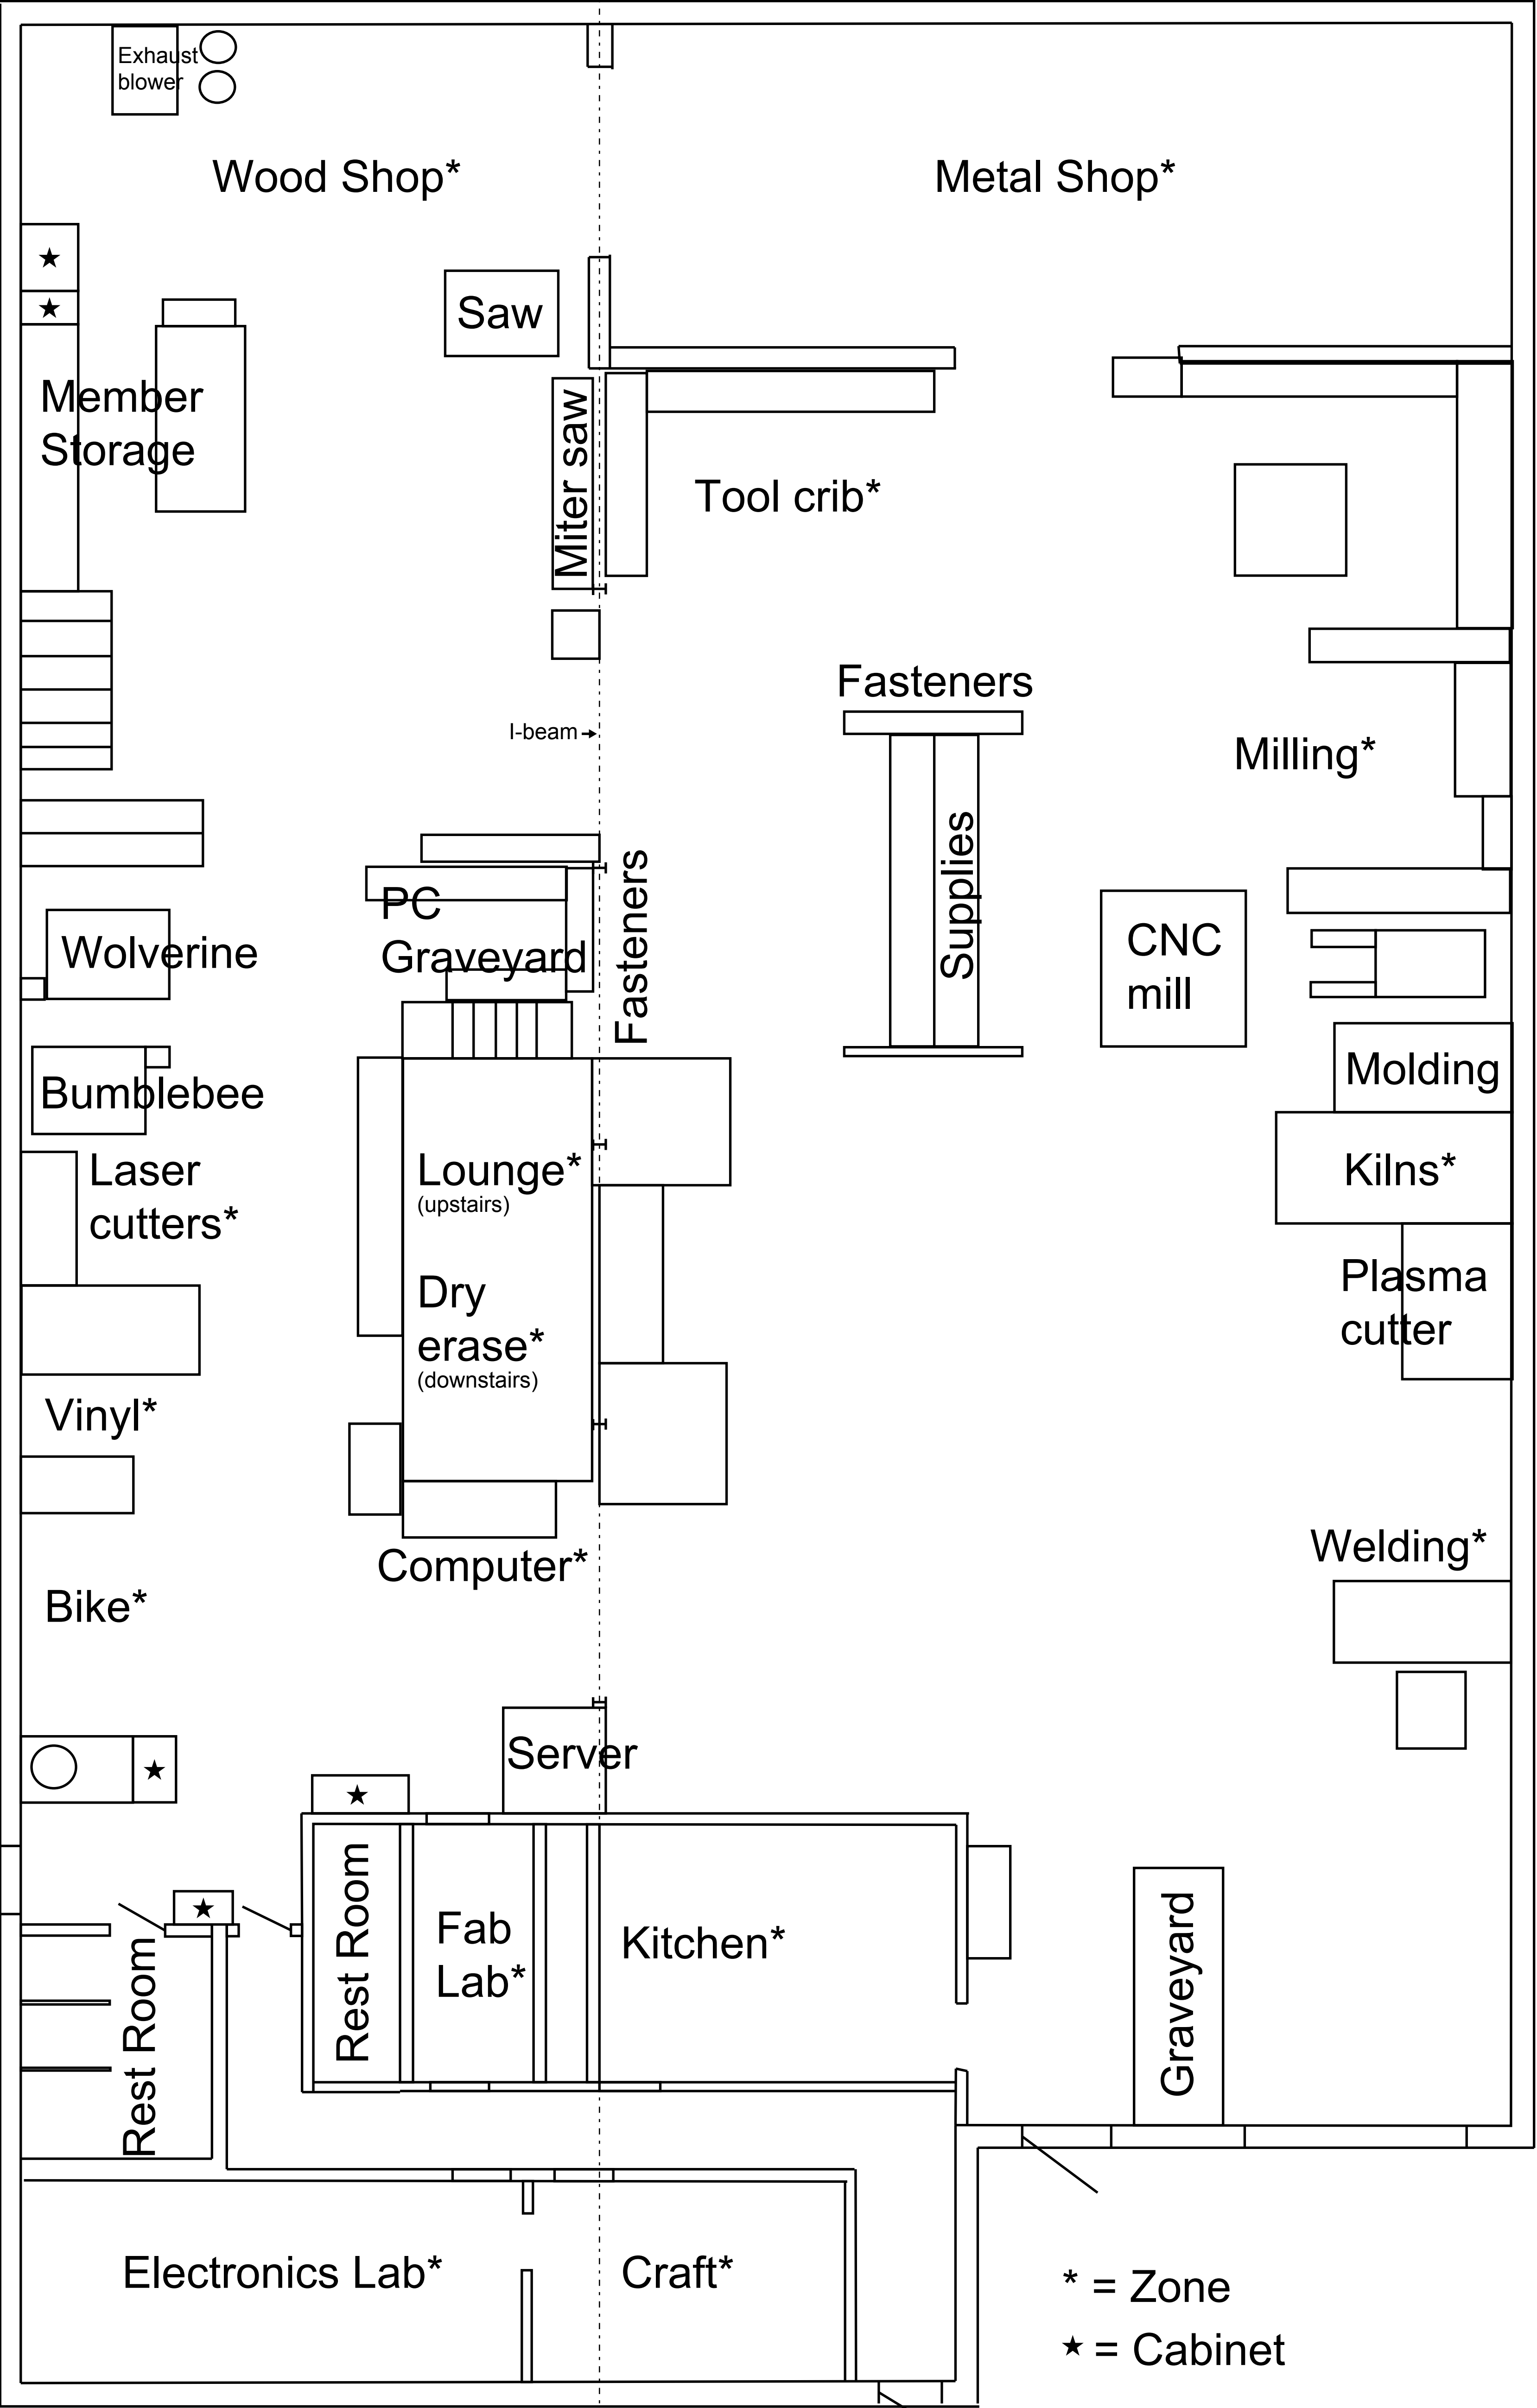 Exhaust
blower
Wood Shop*
Metal Shop*
★
★
Saw
Member
Storage
Miter saw
Tool crib*
Fasteners
I-beam→
Milling*
PC
Graveyard
Fasteners
Supplies
Wolverine
CNC
mill
Molding
Bumblebee
Laser
cutters*
Lounge*
(upstairs)
Kilns*
Dry
erase*
(downstairs)
Plasma
cutter
Vinyl*
Computer*
Welding*
Bike*
Server
★
★
★
Rest Room
Rest Room
Fab
Lab*
Kitchen*
Graveyard
Electronics Lab*
Craft*
* = Zone
★ = Cabinet